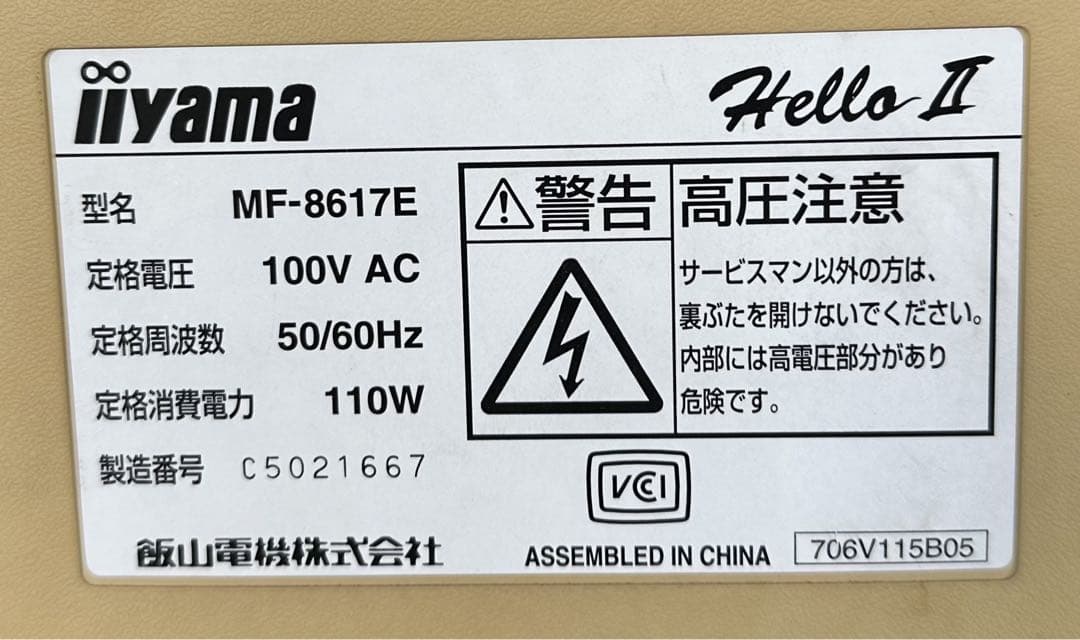 iiyama
Hello II
型名 MF-8617E
定格電圧 100V AC
定格周波数 50/60Hz
定格消費電力 110W
製造番号 C5021667
警告
高圧注意
サービスマン以外の方は、
裏ぶたを開けないでください。
内部には高電圧部分があり
危険です。
VCCI
飯山電機株式会社
ASSEMBLED IN CHINA
706V115B05